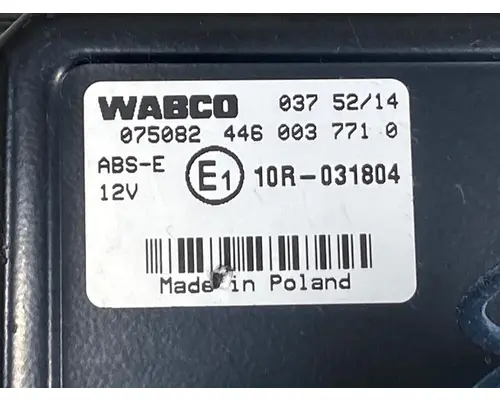 WABCO 037 52/14
075082 446 003 771 0
ABS-E E1 10R-031804
12V
Made in Poland